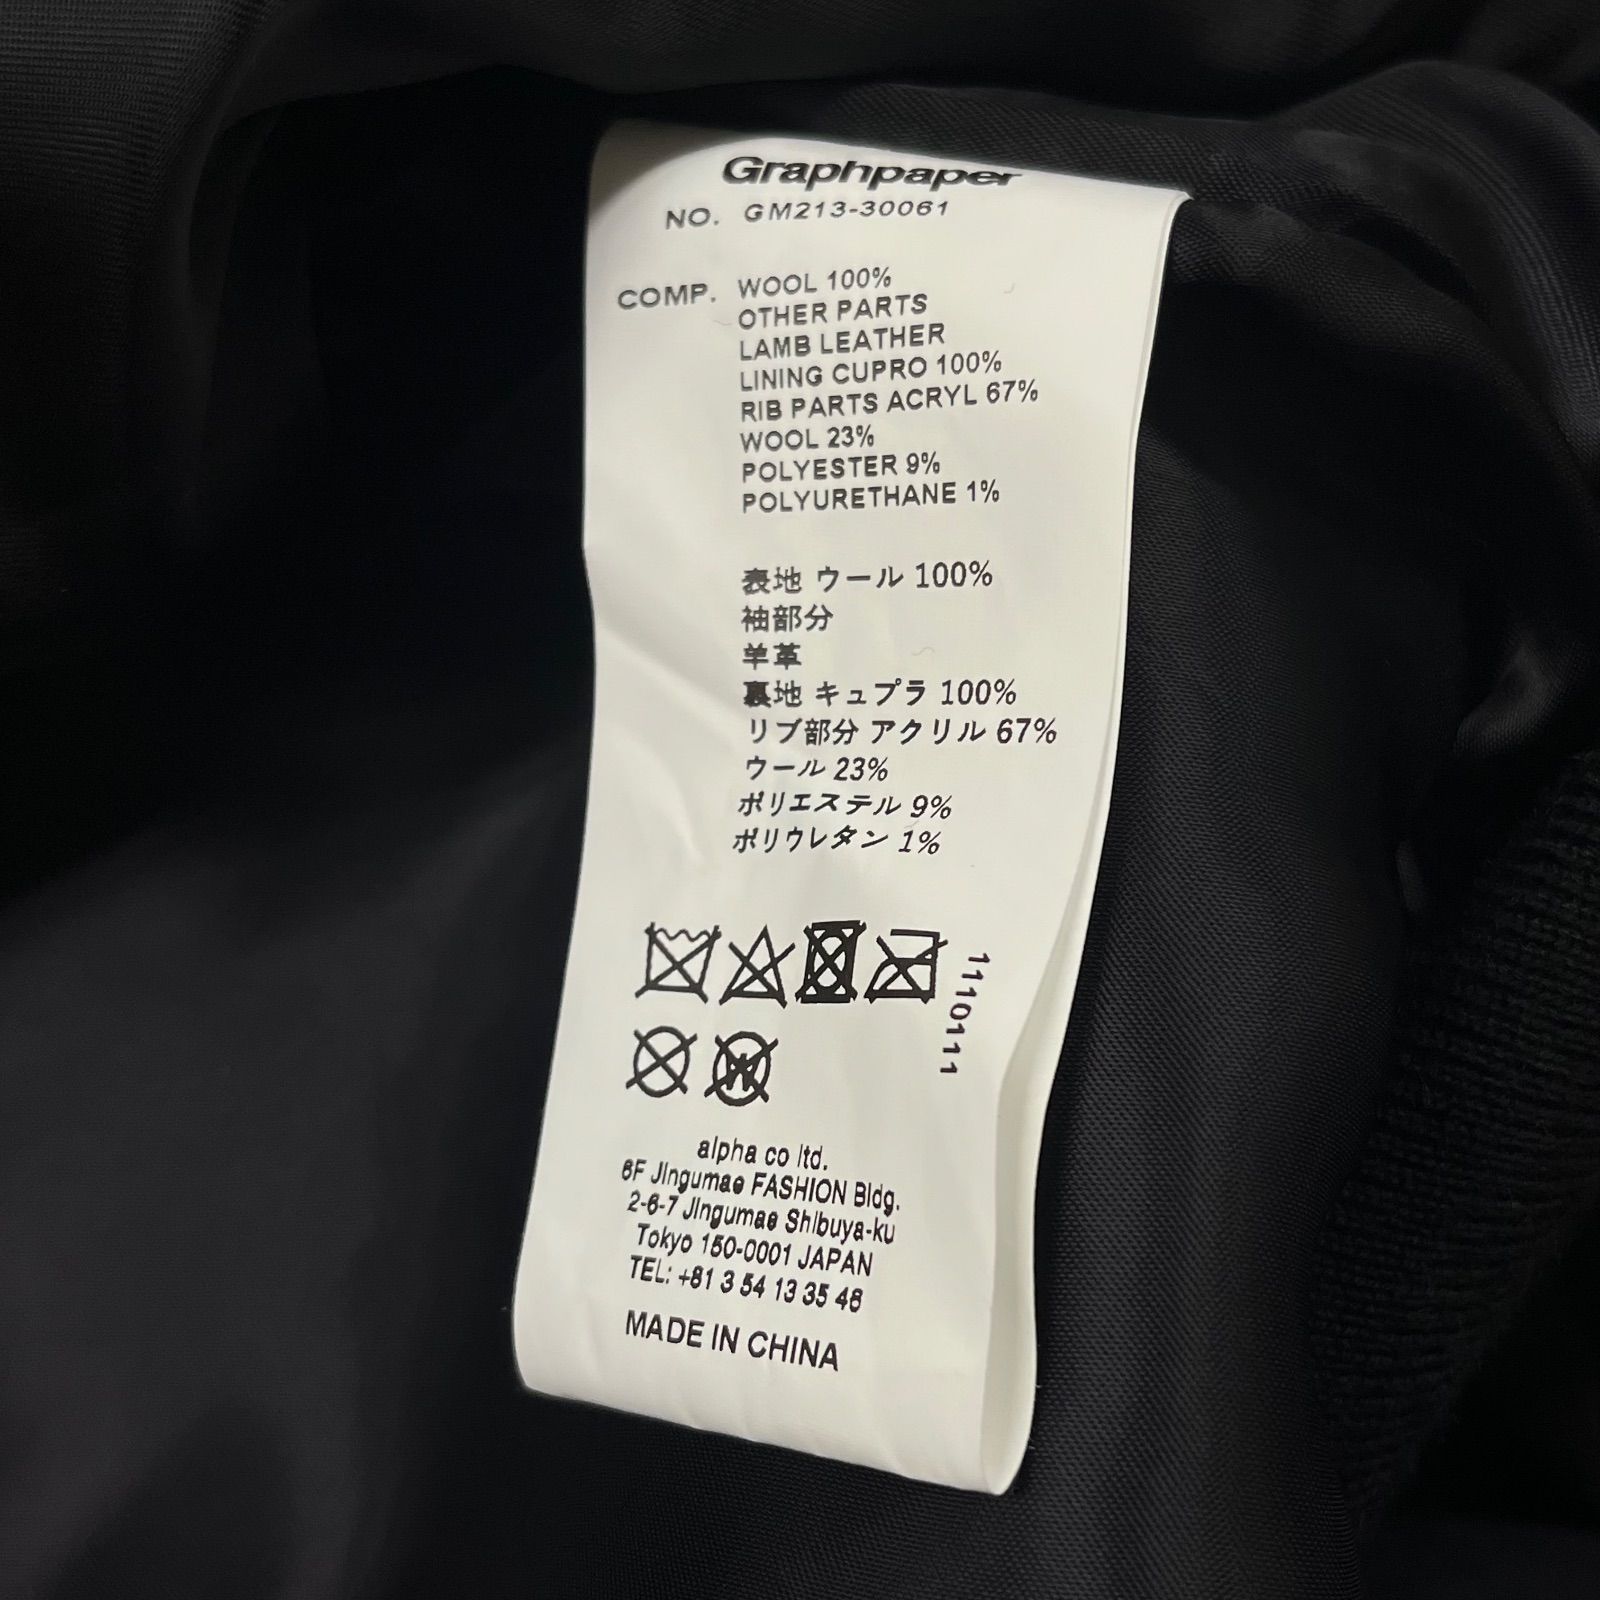 Graphpaper
NO. GM213-30061
COMP. WOOL 100%
OTHER PARTS
LAMB LEATHER
LINING CUPRO 100%
RIB PARTS ACRYL 67%
WOOL 23%
POLYESTER 9%
POLYURETHANE 1%
表地 ウール 100%
袖部分
羊革
裏地 キュプラ 100%
リブ部分 アクリル 67%
ウール 23%
ポリエステル 9%
ポリウレタン 1%
1110111
W
alpha co ltd.
6F Jingumae FASHION Bldg.
2-6-7 Jingumae Shibuya-ku
Tokyo 150-0001 JAPAN
TEL: +81 3 54 13 35 48
MADE IN CHINA